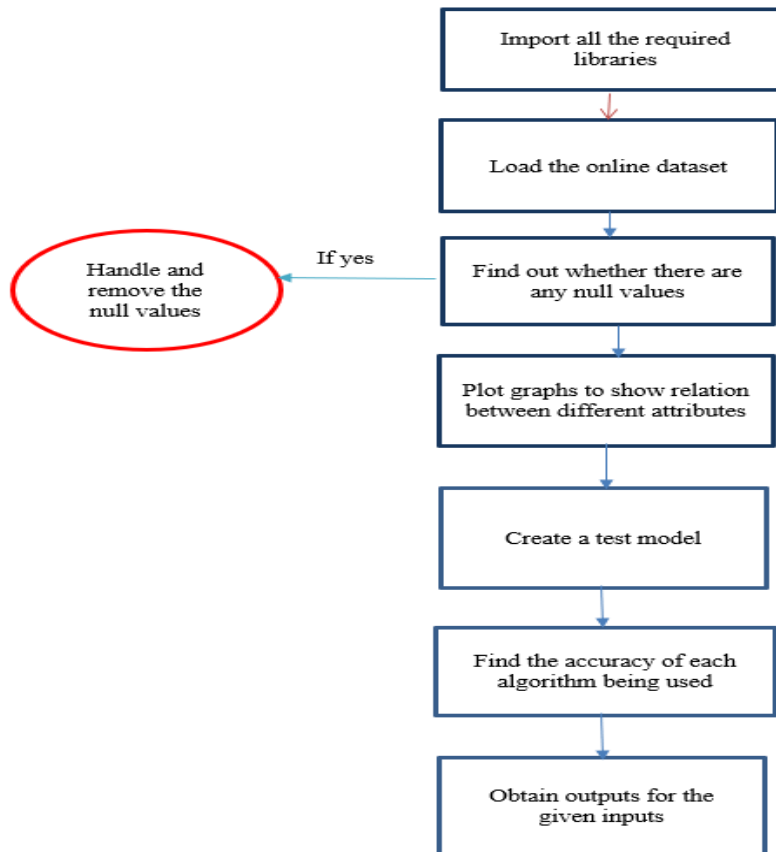 Import all the required
libraries
Load the online dataset
If yes
Handle and
remove the
null values
Find out whether there are
any null values
Plot graphs to show relation
between different attributes
Create a test model
Find the accuracy of each
algorithm being used
Obtain outputs for the
given inputs